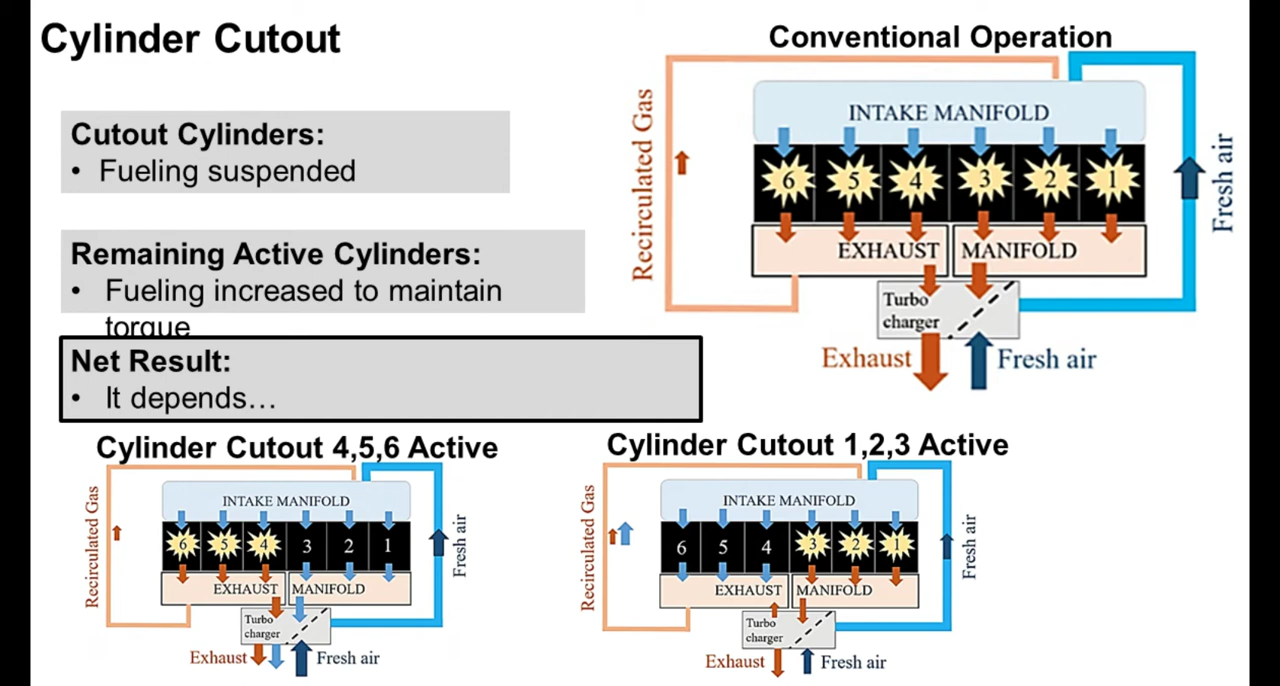 Cylinder Cutout
Cutout Cylinders:
• Fueling suspended
Remaining Active Cylinders:
• Fueling increased to maintain
torque
Net Result:
• It depends…
Conventional Operation
Recirculated Gas
INTAKE MANIFOLD
6 5 4 3 2 1
EXHAUST MANIFOLD
Turbo
charger
Exhaust
Fresh air
Fresh air
Cylinder Cutout 4,5,6 Active
Recirculated Gas
INTAKE MANIFOLD
6 5 4 3 2 1
EXHAUST MANIFOLD
Turbo
charger
Exhaust
Fresh air
Fresh air
Cylinder Cutout 1,2,3 Active
Recirculated Gas
INTAKE MANIFOLD
6 5 4 3 2 1
EXHAUST MANIFOLD
Turbo
charger
Exhaust
Fresh air
Fresh air